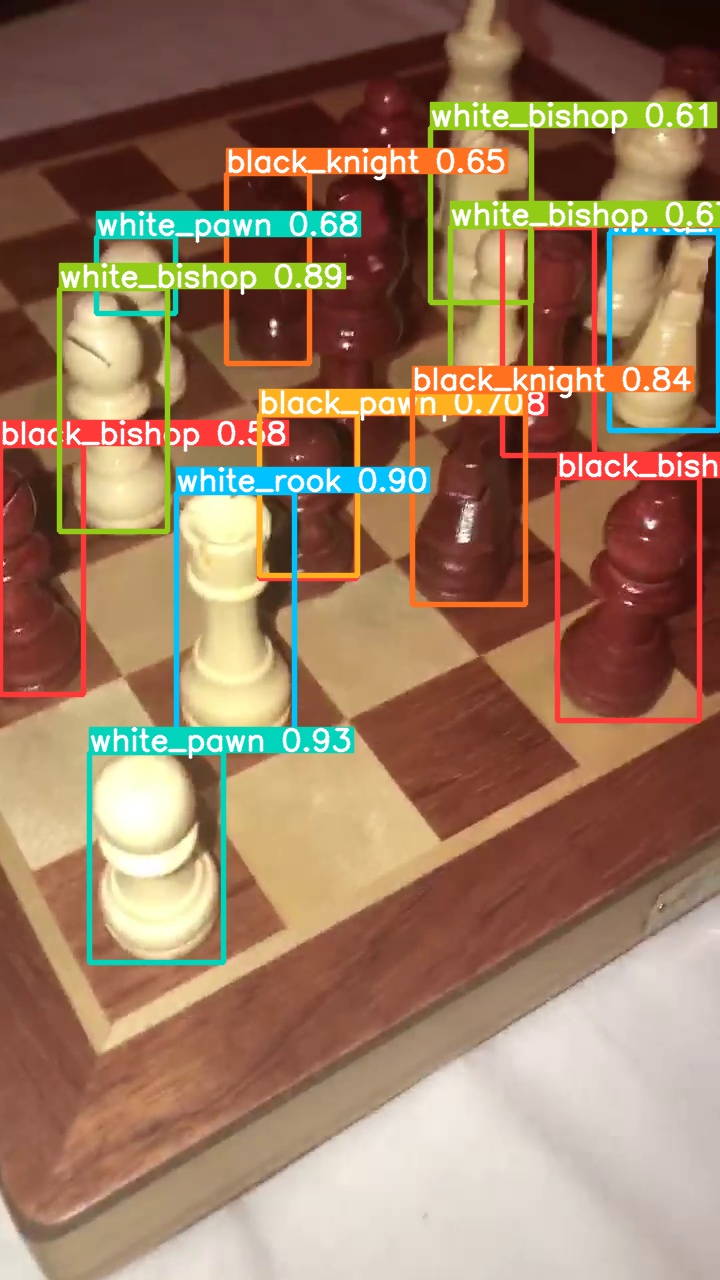 white_bishop 0.61
black_knight 0.65
white_bishop 0.67
white_pawn 0.68
white_bishop 0.89
black_knight 0.84
black_pawn 0.70
black_bishop 0.58
black_bish
white_rook 0.90
white_pawn 0.93